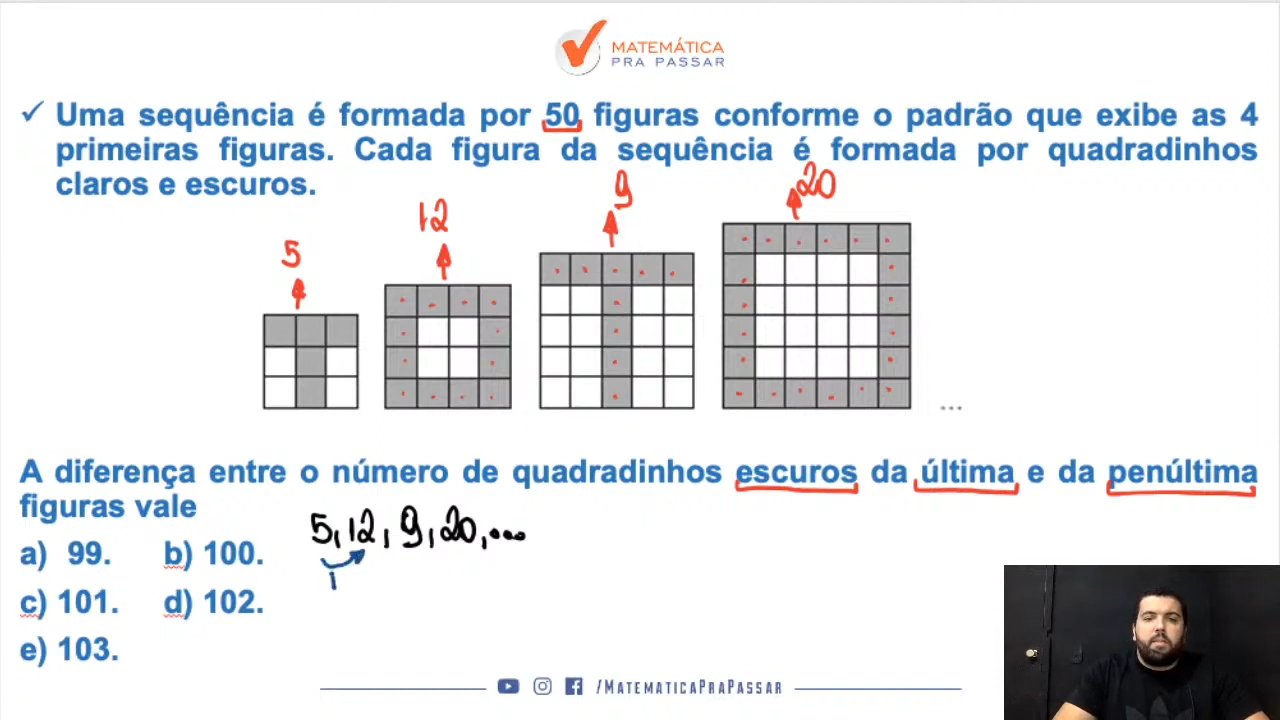 MATEMÁTICA
PRA PASSAR
✓ Uma sequência é formada por 50 figuras conforme o padrão que exibe as 4
primeiras figuras. Cada figura da sequência é formada por quadradinhos
claros e escuros.
5 12 9 20
...
A diferença entre o número de quadradinhos escuros da última e da penúltima
figuras vale
5, 12, 9, 20, ...
a) 99. b) 100.
c) 101. d) 102.
e) 103.
/MATEMATICAPRAPASSAR